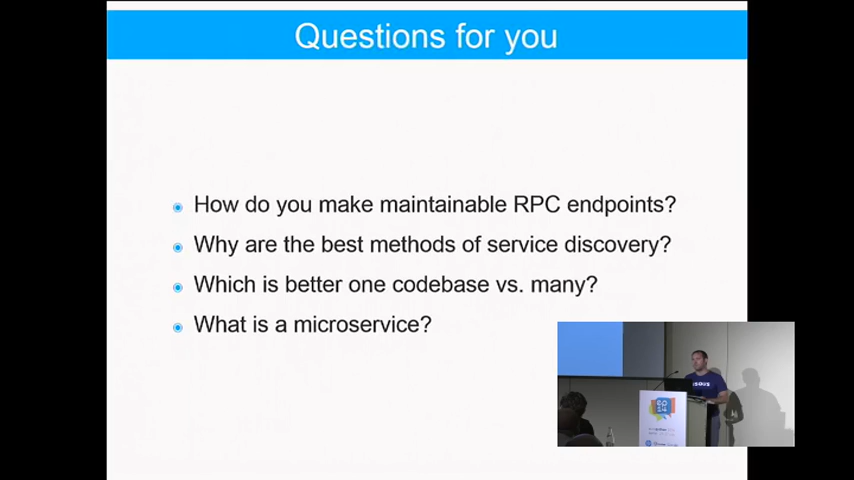 Questions for you
How do you make maintainable RPC endpoints?
Why are the best methods of service discovery?
Which is better one codebase vs. many?
What is a microservice?